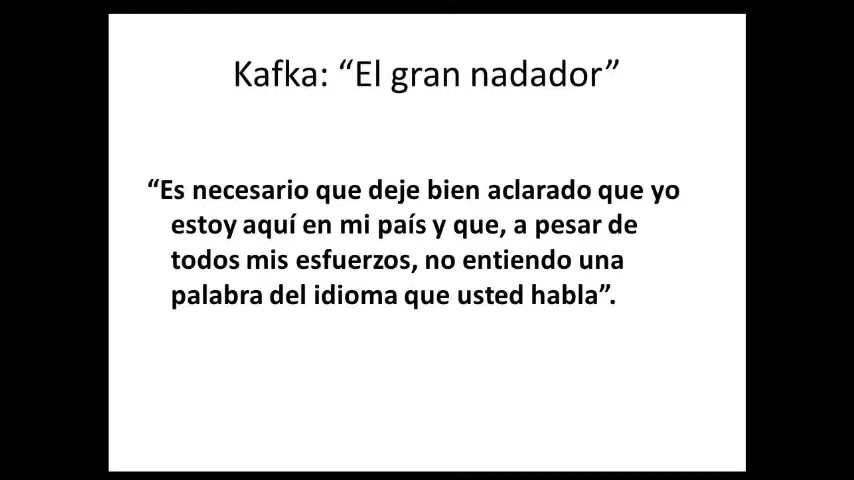 Kafka: “El gran nadador”
“Es necesario que deje bien aclarado que yo
estoy aquí en mi país y que, a pesar de
todos mis esfuerzos, no entiendo una
palabra del idioma que usted habla”.